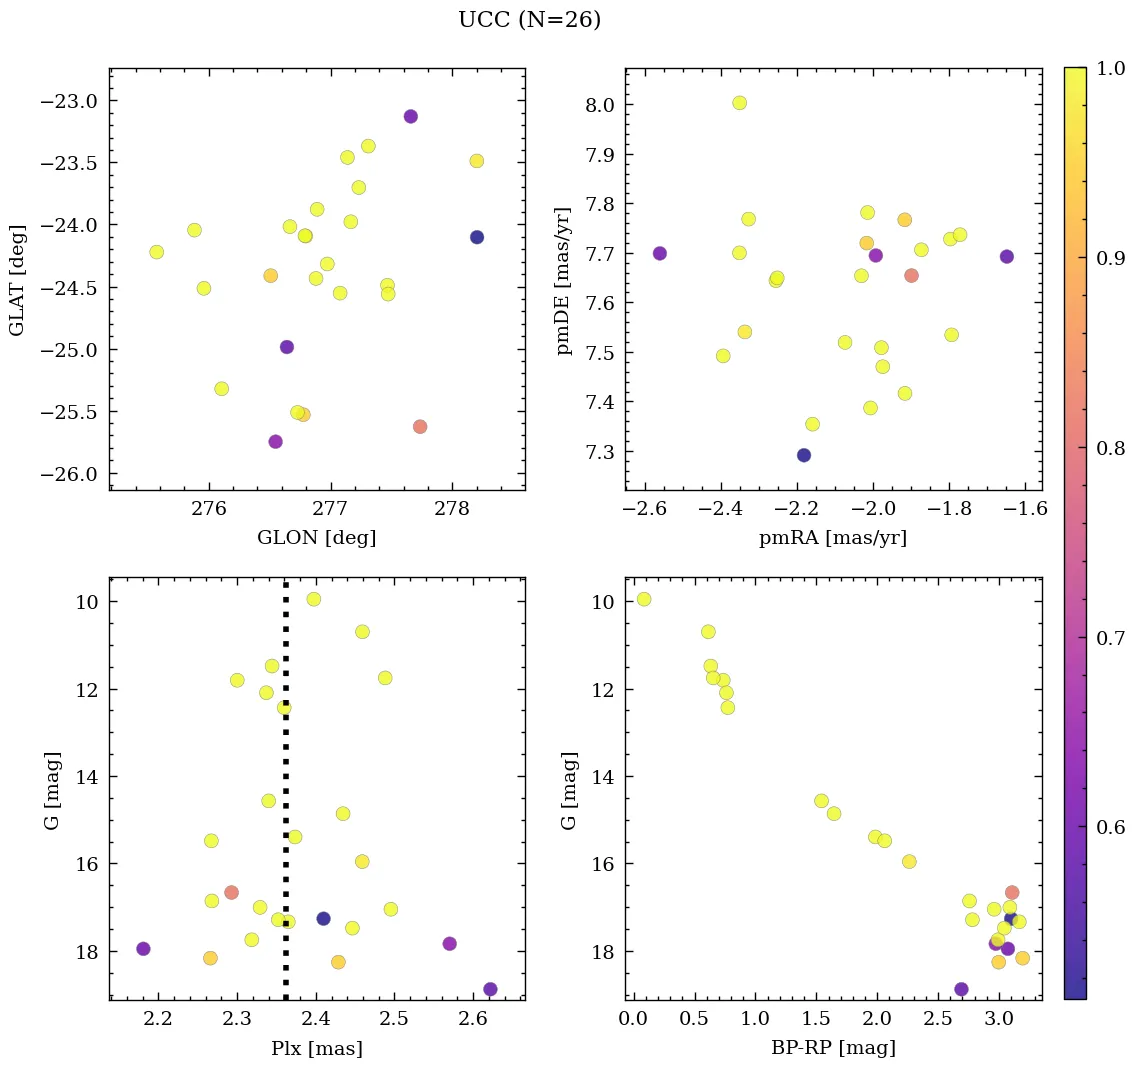 UCC (N=26)
−23.0
−23.5
−24.0
−24.5
−25.0
−25.5
−26.0
GLAT [deg]
276 277 278
GLON [deg]
8.0
7.9
7.8
7.7
7.6
7.5
7.4
7.3
pmDE [mas/yr]
−2.6 −2.4 −2.2 −2.0 −1.8 −1.6
pmRA [mas/yr]
10
12
14
16
18
G [mag]
2.2 2.3 2.4 2.5 2.6
Plx [mas]
10
12
14
16
18
G [mag]
0.0 0.5 1.0 1.5 2.0 2.5 3.0
BP-RP [mag]
1.0
0.9
0.8
0.7
0.6